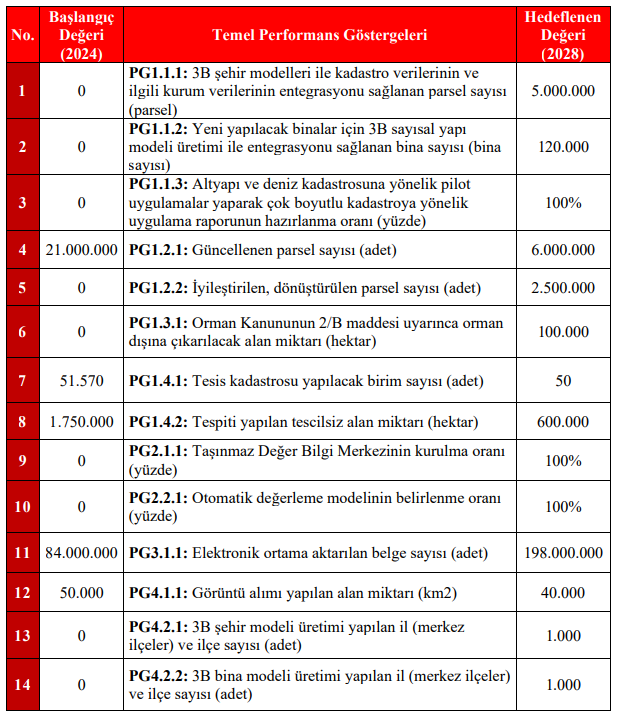 No.
Başlangıç
Değeri
(2024)
Temel Performans Göstergeleri
Hedeflenen
Değeri
(2028)
1
0
PG1.1.1: 3B şehir modelleri ile kadastro verilerinin ve
ilgili kurum verilerinin entegrasyonu sağlanan parsel sayısı
(parsel)
5.000.000
2
0
PG1.1.2: Yeni yapılacak binalar için 3B sayısal yapı
modeli üretimi ile entegrasyonu sağlanan bina sayısı (bina
sayısı)
120.000
3
0
PG1.1.3: Altyapı ve deniz kadastrosuna yönelik pilot
uygulamalar yaparak çok boyutlu kadastroya yönelik
uygulama raporunun hazırlanma oranı (yüzde)
100%
4
21.000.000
PG1.2.1: Güncellenen parsel sayısı (adet)
6.000.000
5
0
PG1.2.2: İyileştirilen, dönüştürülen parsel sayısı (adet)
2.500.000
6
0
PG1.3.1: Orman Kanununun 2/B maddesi uyarınca orman
dışına çıkarılacak alan miktarı (hektar)
100.000
7
51.570
PG1.4.1: Tesis kadastrosu yapılacak birim sayısı (adet)
50
8
1.750.000
PG1.4.2: Tespiti yapılan tescilsiz alan miktarı (hektar)
600.000
9
0
PG2.1.1: Taşınmaz Değer Bilgi Merkezinin kurulma oranı
(yüzde)
100%
10
0
PG2.2.1: Otomatik değerleme modelinin belirlenme oranı
(yüzde)
100%
11
84.000.000
PG3.1.1: Elektronik ortama aktarılan belge sayısı (adet)
198.000.000
12
50.000
PG4.1.1: Görüntü alımı yapılan alan miktarı (km2)
40.000
13
0
PG4.2.1: 3B şehir modeli üretimi yapılan il (merkez
ilçeler) ve ilçe sayısı (adet)
1.000
14
0
PG4.2.2: 3B bina modeli üretimi yapılan il (merkez ilçeler)
ve ilçe sayısı (adet)
1.000